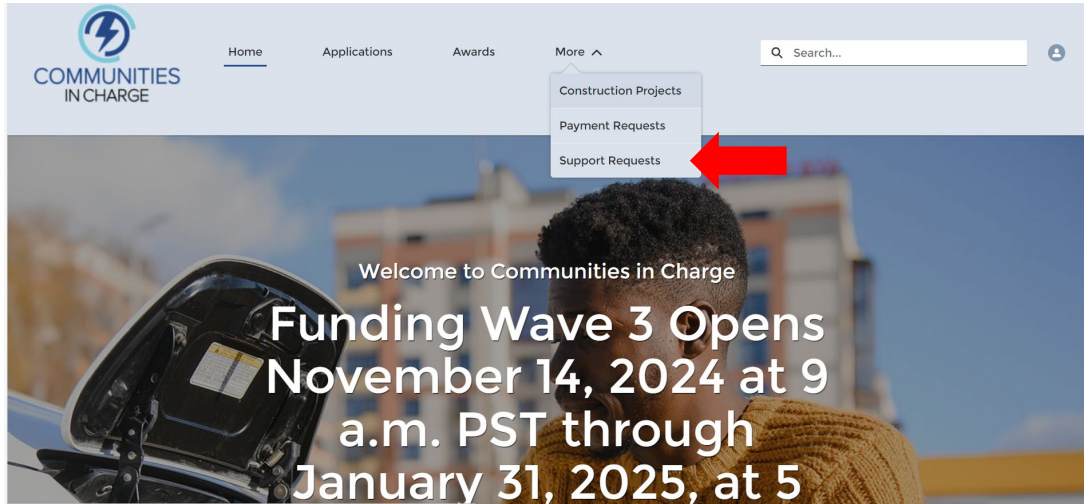 COMMUNITIES
IN CHARGE
Home
Applications
Awards
More
Search...
Construction Projects
Payment Requests
Support Requests
Welcome to Communities in Charge
Funding Wave 3 Opens
November 14, 2024 at 9
a.m. PST through
January 31, 2025, at 5